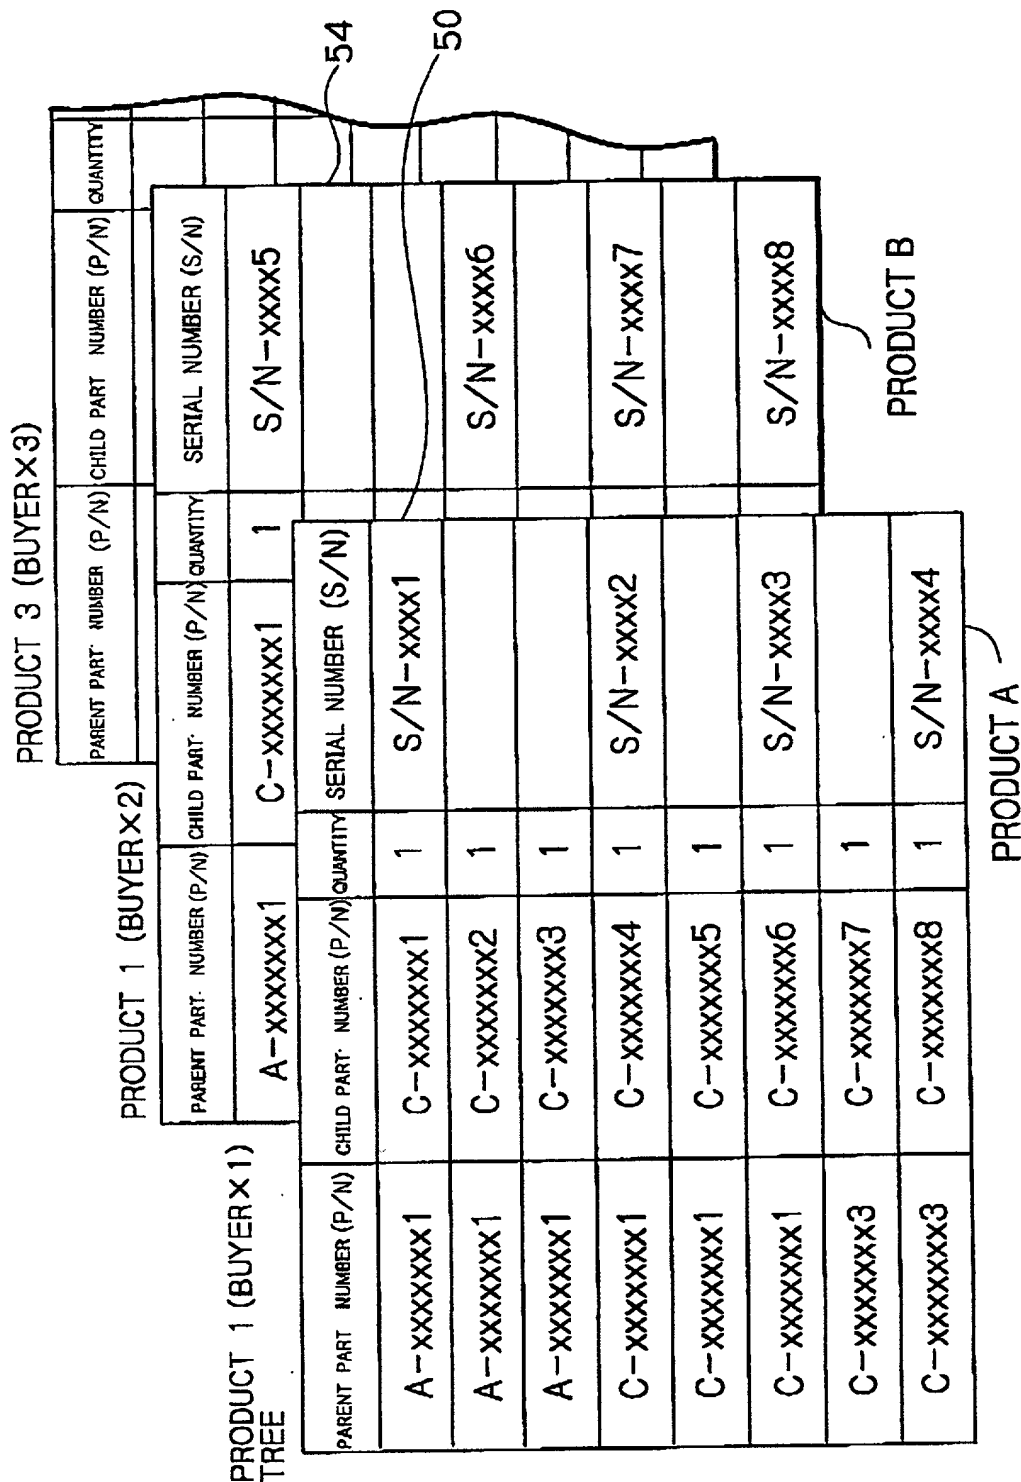 PRODUCT 3 (BUYER×3)
PARENT PART NUMBER (P/N) CHILD PART NUMBER (P/N) QUANTITY
54
50
PRODUCT 1 (BUYER×2)
PARENT PART NUMBER (P/N) CHILD PART NUMBER (P/N) QUANTITY SERIAL NUMBER (S/N)
A-xxxxxxx1 C-xxxxxxx1 1 S/N-xxxx5
S/N-xxxx6
S/N-xxxx7
S/N-xxxx8
PRODUCT B
PRODUCT 1 (BUYER×1)
TREE
PARENT PART NUMBER (P/N) CHILD PART NUMBER (P/N) QUANTITY SERIAL NUMBER (S/N)
A-xxxxxxx1 C-xxxxxxx1 1 S/N-xxxx1
A-xxxxxxx1 C-xxxxxxx2 1
A-xxxxxxx1 C-xxxxxxx3 1
C-xxxxxxx1 C-xxxxxxx4 1 S/N-xxxx2
C-xxxxxxx1 C-xxxxxxx5 1
C-xxxxxxx1 C-xxxxxxx6 1 S/N-xxxx3
C-xxxxxxx3 C-xxxxxxx7 1
C-xxxxxxx3 C-xxxxxxx8 1 S/N-xxxx4
PRODUCT A